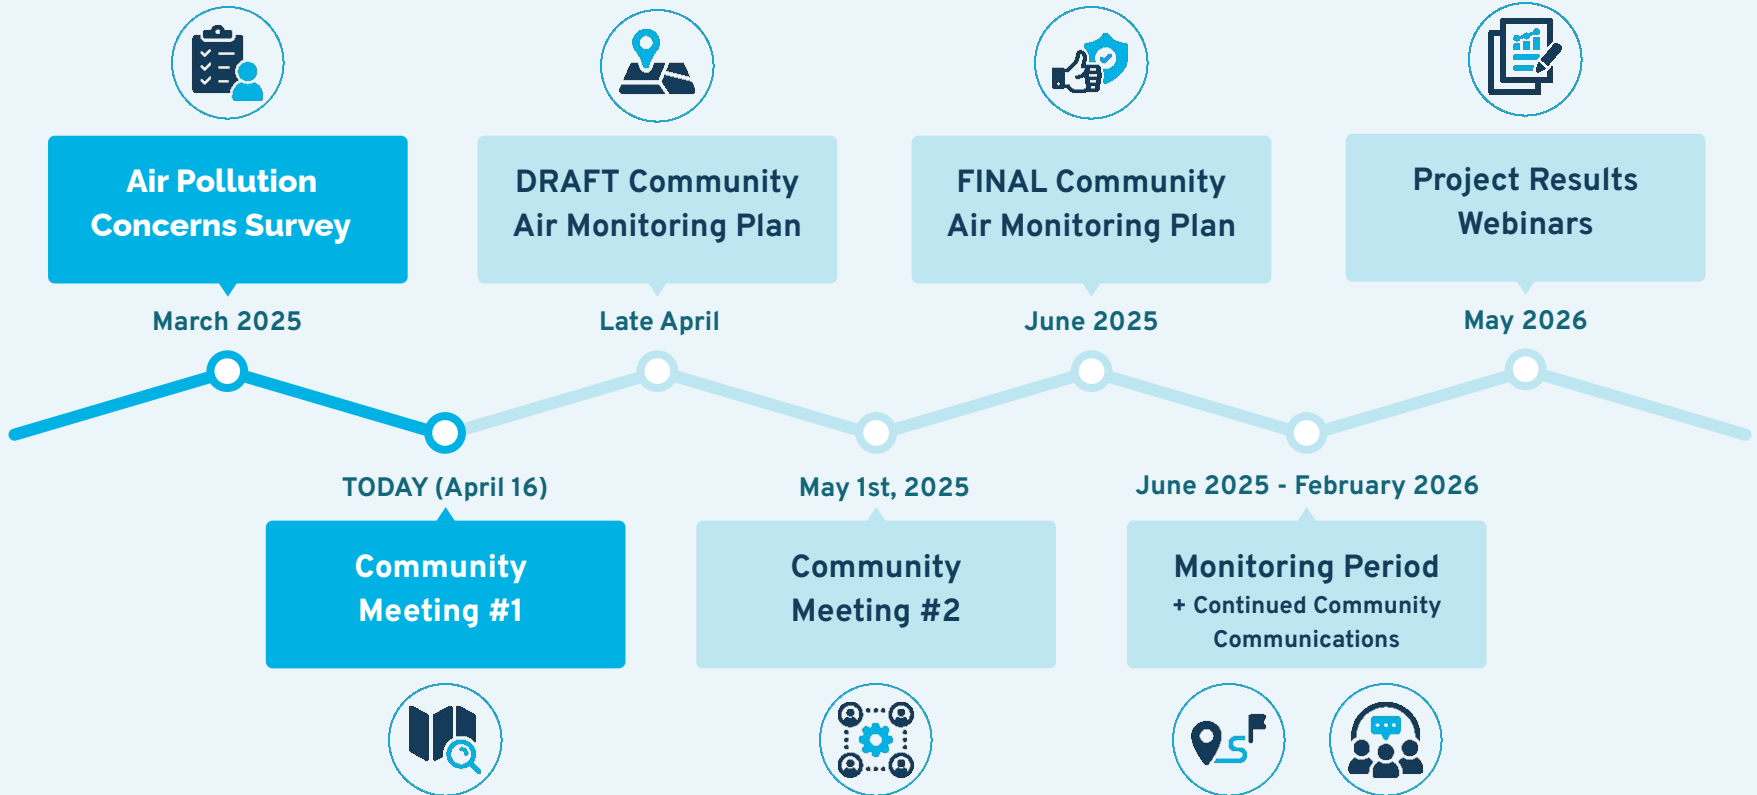 Air Pollution
Concerns Survey
March 2025
DRAFT Community
Air Monitoring Plan
Late April
FINAL Community
Air Monitoring Plan
June 2025
Project Results
Webinars
May 2026
TODAY (April 16)
Community
Meeting #1
May 1st, 2025
Community
Meeting #2
June 2025 - February 2026
Monitoring Period
+ Continued Community
Communications